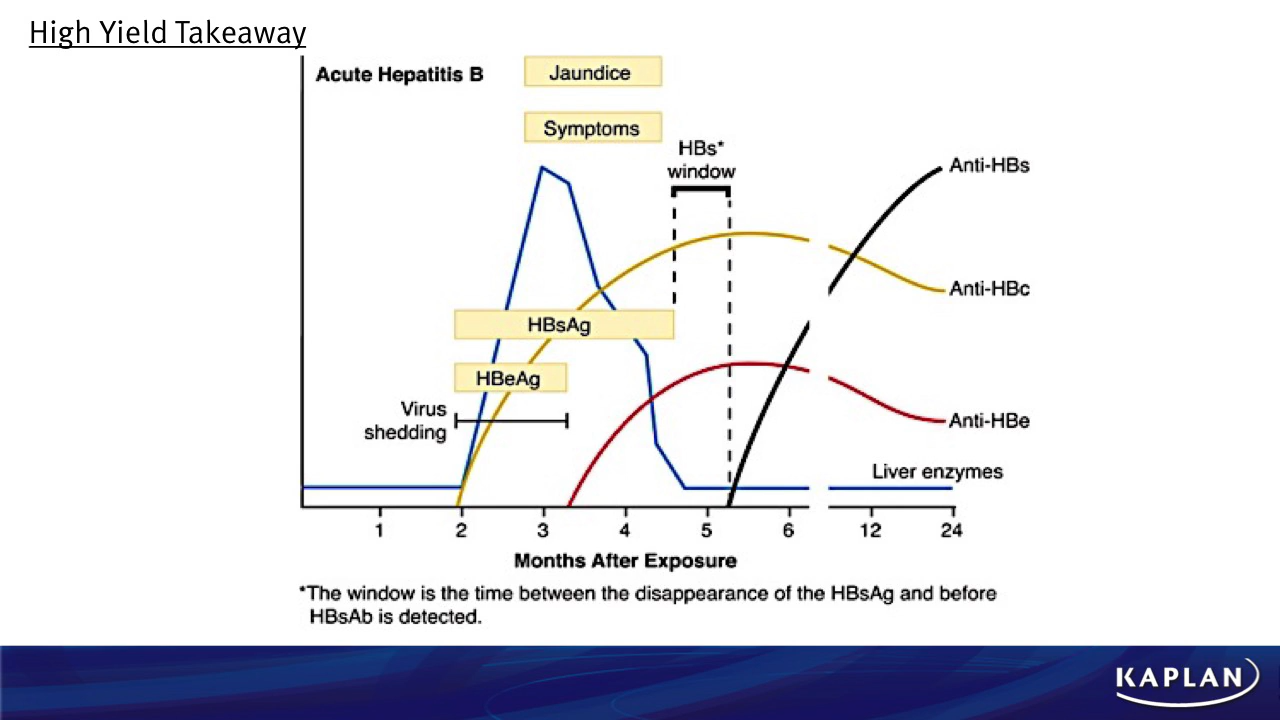 High Yield Takeaway
Acute Hepatitis B
Jaundice
Symptoms
HBs*
window
Anti-HBs
Anti-HBc
HBsAg
HBeAg
Virus
shedding
Anti-HBe
Liver enzymes
1 2 3 4 5 6 12 24
Months After Exposure
*The window is the time between the disappearance of the HBsAg and before
HBsAb is detected.
KAPLAN